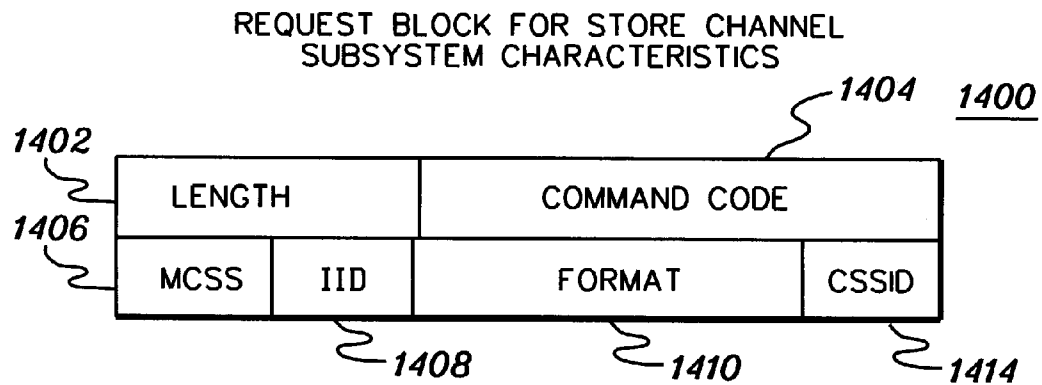 REQUEST BLOCK FOR STORE CHANNEL
SUBSYSTEM CHARACTERISTICS
1404
1400
1402
LENGTH COMMAND CODE
1406
MCSS IID FORMAT CSSID
1408 1410 1414